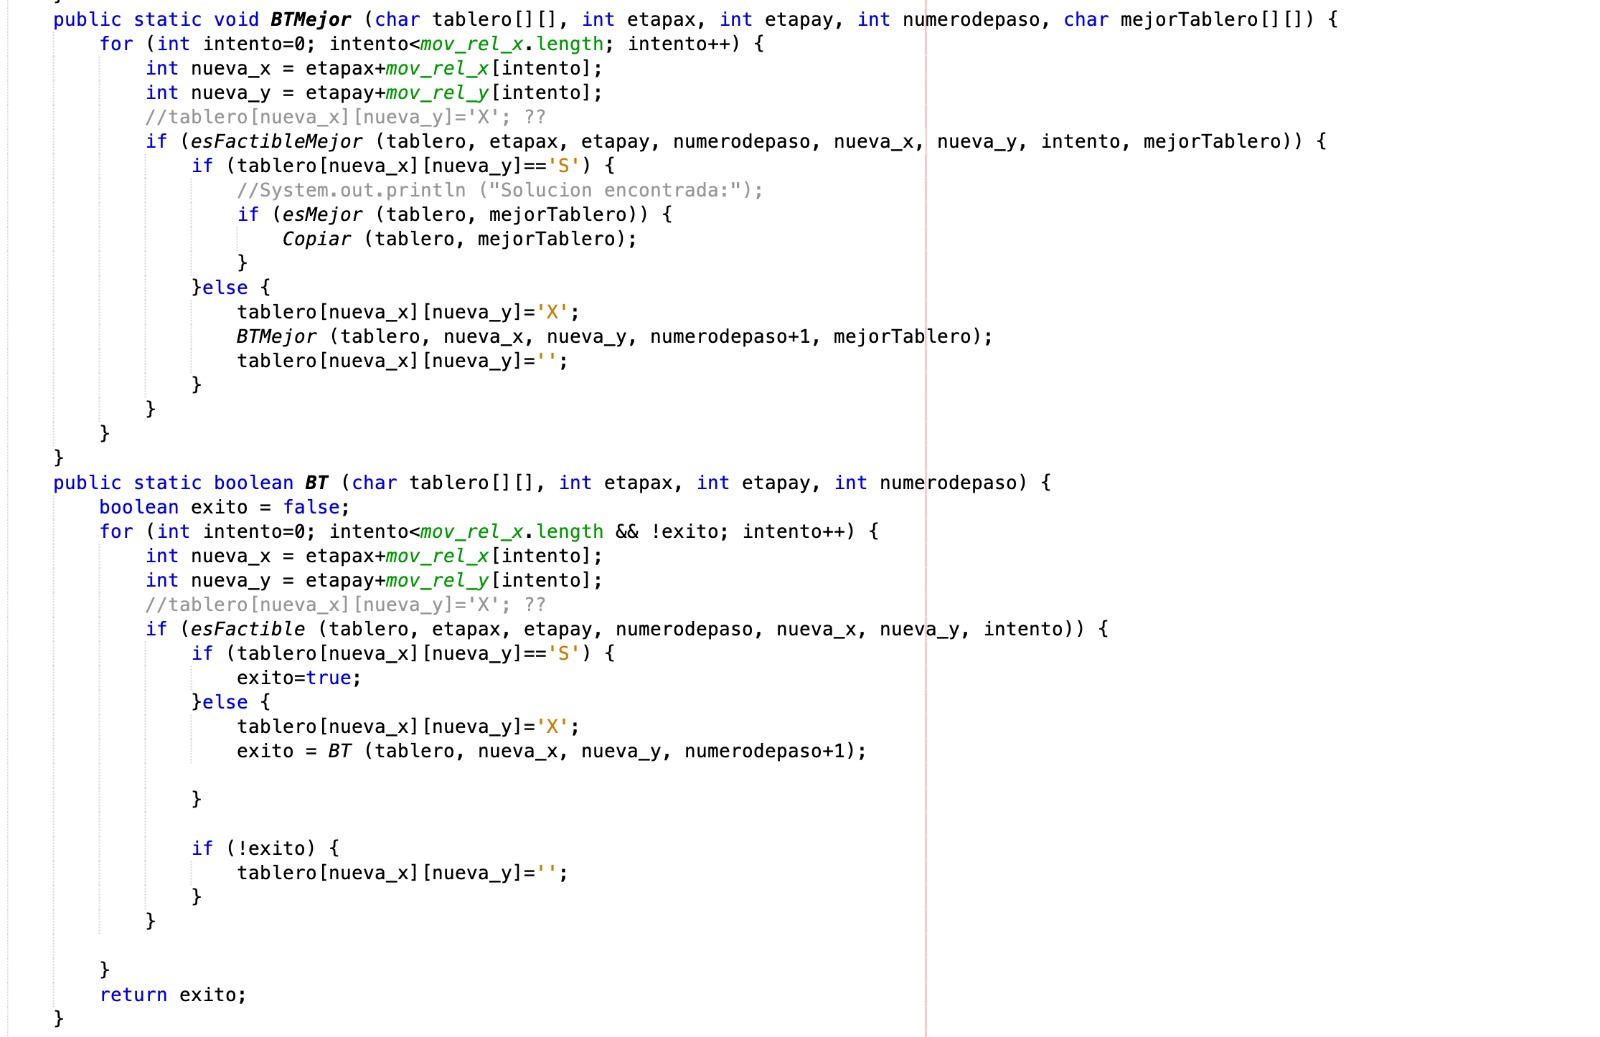 public static void BTMejor (char tablero[][], int etapax, int etapay, int numerodepaso, char mejorTablero[][]) {
for (int intento=0; intento<mov_rel_x.length; intento++) {
int nueva_x = etapax+mov_rel_x[intento];
int nueva_y = etapay+mov_rel_y[intento];
//tablero[nueva_x][nueva_y]='X'; ??
if (esFactibleMejor (tablero, etapax, etapay, numerodepaso, nueva_x, nueva_y, intento, mejorTablero)) {
if (tablero[nueva_x][nueva_y]=='S') {
//System.out.println ("Solucion encontrada:");
if (esMejor (tablero, mejorTablero)) {
Copiar (tablero, mejorTablero);
}
}else {
tablero[nueva_x][nueva_y]='X';
BTMejor (tablero, nueva_x, nueva_y, numerodepaso+1, mejorTablero);
tablero[nueva_x][nueva_y]='';
}
}
}
}
public static boolean BT (char tablero[][], int etapax, int etapay, int numerodepaso) {
boolean exito = false;
for (int intento=0; intento<mov_rel_x.length && !exito; intento++) {
int nueva_x = etapax+mov_rel_x[intento];
int nueva_y = etapay+mov_rel_y[intento];
//tablero[nueva_x][nueva_y]='X'; ??
if (esFactible (tablero, etapax, etapay, numerodepaso, nueva_x, nueva_y, intento)) {
if (tablero[nueva_x][nueva_y]=='S') {
exito=true;
}else {
tablero[nueva_x][nueva_y]='X';
exito = BT (tablero, nueva_x, nueva_y, numerodepaso+1);
}
if (!exito) {
tablero[nueva_x][nueva_y]='';
}
}
}
return exito;
}